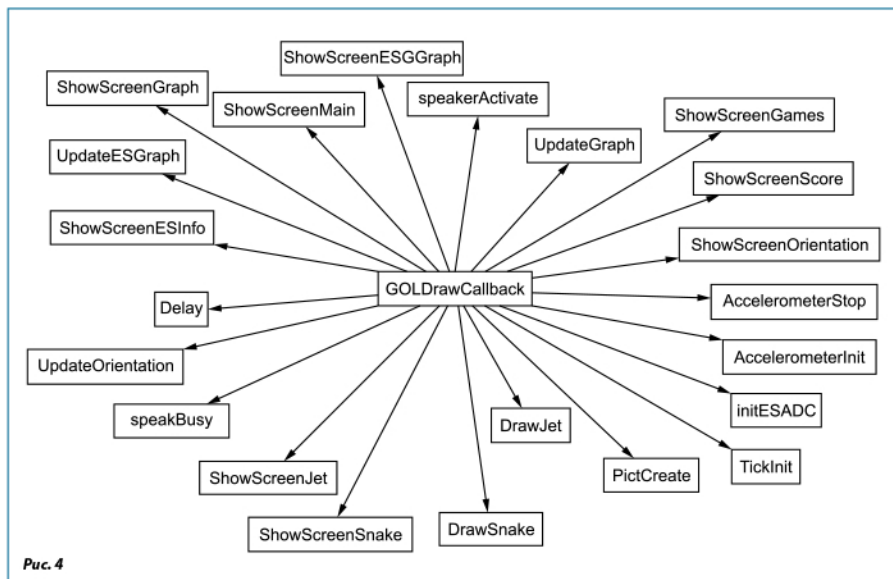 ShowScreenESGGraph
ShowScreenGraph
speakerActivate
ShowScreenMain
ShowScreenGames
UpdateESGraph
UpdateGraph
ShowScreenScore
ShowScreenESInfo
ShowScreenOrientation
GOLDrawCallback
Delay
AccelerometerStop
UpdateOrientation
AccelerometerInit
speakBusy
initESADC
DrawJet
ShowScreenJet
PictCreate
TickInit
ShowScreenSnake
DrawSnake
Рис. 4